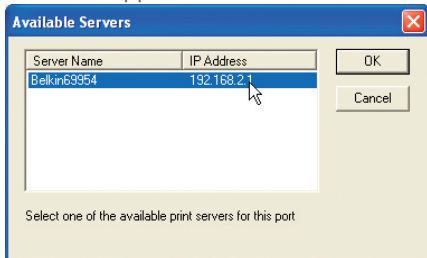 Available Servers
Server Name IP Address OK
Belkin69954 192.168.2.1
Cancel
Select one of the available print servers for this port